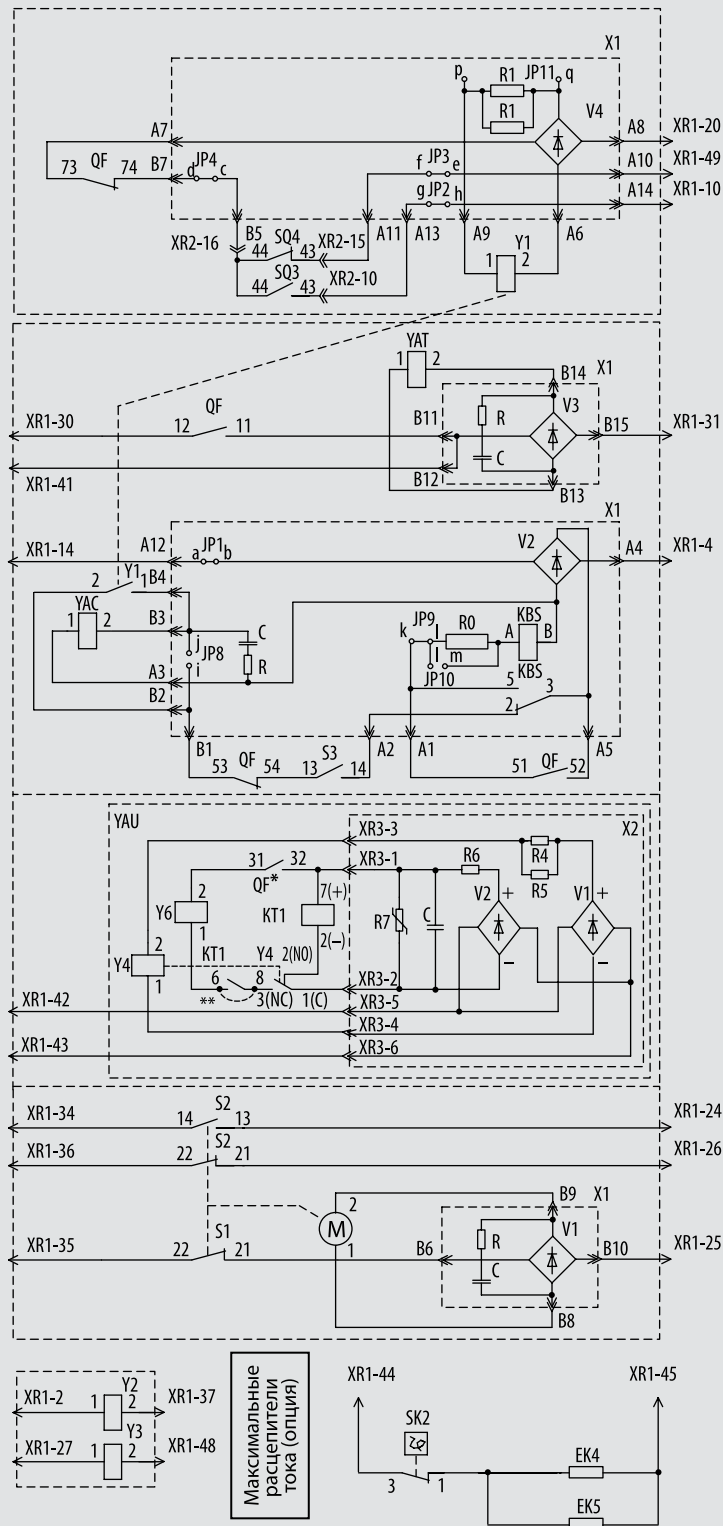 X1
p
R1
JP11
q
R1
V4
A7
A8
XR1-20
73
QF
74
B7
d
JP4
c
f
JP3
e
A10
XR1-49
g
JP2
h
A14
XR1-10
XR2-16
B5
44
SQ4
43
XR2-15
A11
A13
A9
Y1
A6
44
SQ3
43
XR2-10
1
2
YAT
1
2
B14
X1
XR1-30
QF
12
11
B11
R
V3
B15
XR1-31
C
XR1-41
B12
B13
X1
XR1-14
A12
a
JP1
b
V2
A4
XR1-4
2
Y1
1
B4
YAC
1
2
B3
C
j
JP8
i
R
A3
B2
k
JP9
l
R0
A
KBS
B
l
JP10
m
KBS
5
3
2
B1
A2
A1
A5
53
QF
54
S3
13
14
51
QF
52
YAU
X2
XR3-3
R4
R5
31
32
XR3-1
QF*
R6
V2
+
V1
+
Y6
2
1
7(+)
KT1
R7
C
2(–)
KT1
Y4
2(NO)
Y4
2
1
6
8
XR3-2
–
–
**
3(NC)
1(C)
XR1-42
XR3-5
XR3-4
XR1-43
XR3-6
XR1-34
S2
14
13
XR1-24
XR1-36
S2
22
21
XR1-26
B9
X1
2
M
1
XR1-35
S1
22
21
B6
R
V1
B10
XR1-25
C
B8
XR1-2
Y2
1
2
XR1-37
XR1-27
Y3
1
2
XR1-48
Максимальные
расцепители
тока (опция)
XR1-44
XR1-45
SK2
3
1
EK4
EK5